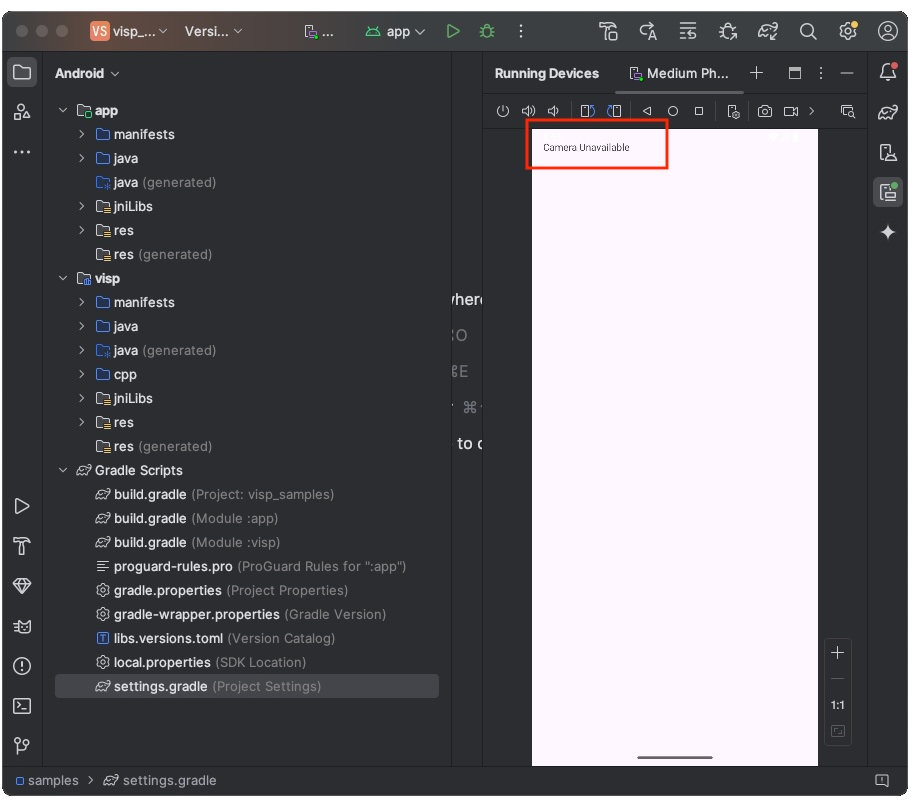 VS visp_... Versi... ... app
Android
Running Devices Medium Ph...
app
manifests
java
java (generated)
jniLibs
res
res (generated)
visp
manifests
java
java (generated)
cpp
jniLibs
res
res (generated)
Gradle Scripts
build.gradle (Project: visp_samples)
build.gradle (Module :app)
build.gradle (Module :visp)
proguard-rules.pro (ProGuard Rules for ":app")
gradle.properties (Project Properties)
gradle-wrapper.properties (Gradle Version)
libs.versions.toml (Version Catalog)
local.properties (SDK Location)
settings.gradle (Project Settings)
⌘E
⌘
to
Camera Unavailable
1:1
samples > settings.gradle